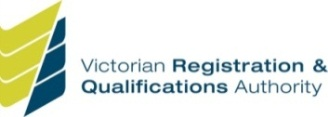 Victorian Registration &
Qualifications Authority